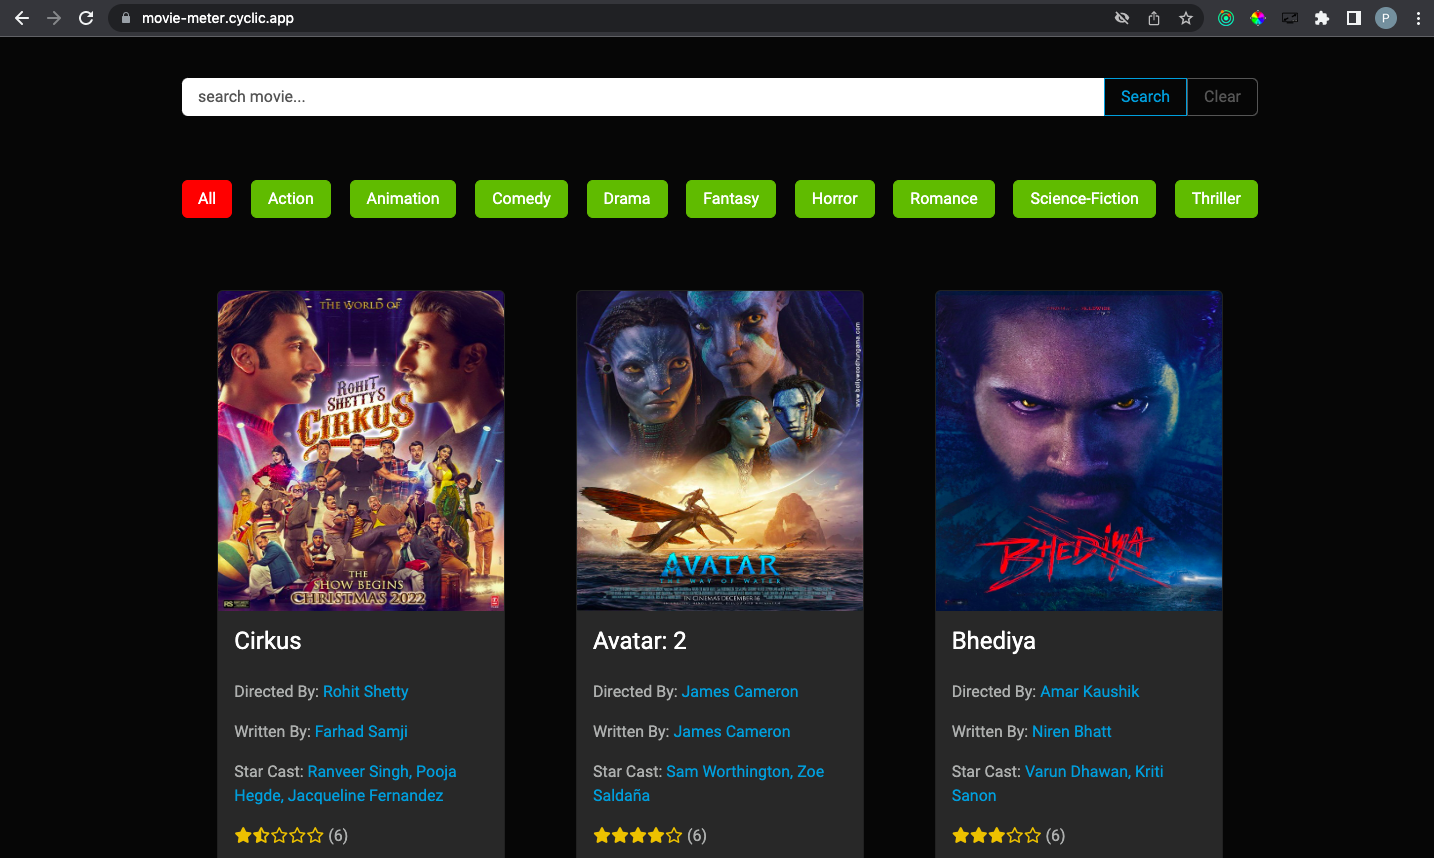 movie-meter.cyclic.app
P
search movie...
Search
Clear
All
Action
Animation
Comedy
Drama
Fantasy
Horror
Romance
Science-Fiction
Thriller
THE WORLD OF
ROHIT
SHETTY'S
CIRKUS
THE
SHOW BEGINS
CHRISTMAS 2022
Cirkus
Directed By: Rohit Shetty
Written By: Farhad Samji
Star Cast: Ranveer Singh, Pooja
Hegde, Jacqueline Fernandez
(6)
www.bollywoodhungama.com
AVATAR
THE WAY OF WATER
IN CINEMAS DECEMBER 16
Avatar: 2
Directed By: James Cameron
Written By: James Cameron
Star Cast: Sam Worthington, Zoe
Saldaña
(6)
BHEDIYA
Bhediya
Directed By: Amar Kaushik
Written By: Niren Bhatt
Star Cast: Varun Dhawan, Kriti
Sanon
(6)